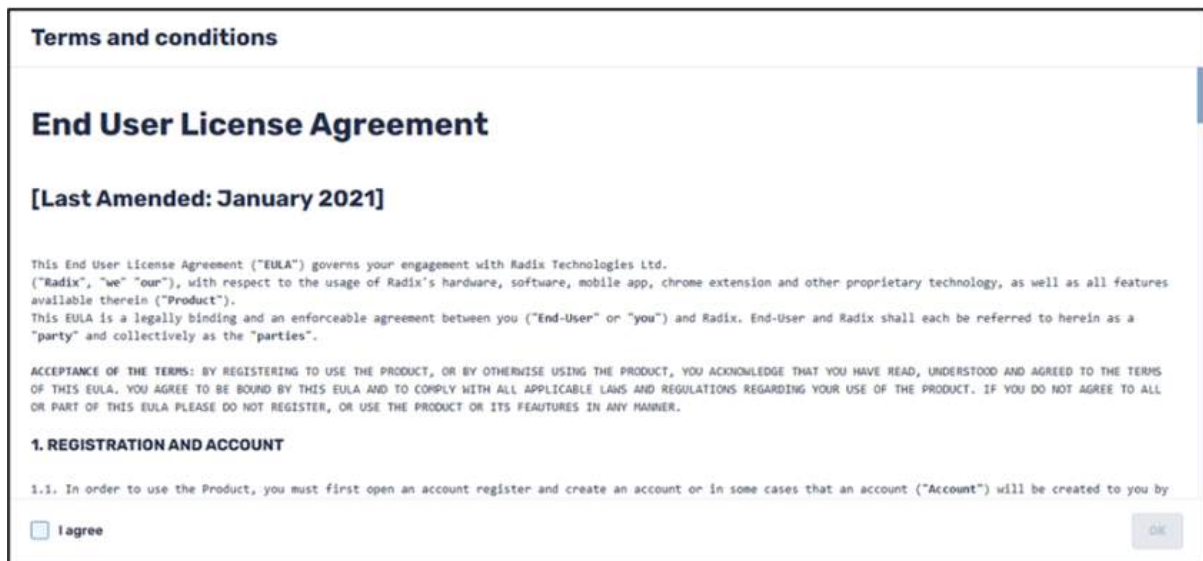 Terms and conditions
End User License Agreement
[Last Amended: January 2021]
This End User License Agreement ("EULA") governs your engagement with Radix Technologies Ltd.
("Radix", "we" "our"), with respect to the usage of Radix's hardware, software, mobile app, chrome extension and other proprietary technology, as well as all features
available therein ("Product").
This EULA is a legally binding and an enforceable agreement between you ("End-User" or "you") and Radix. End-User and Radix shall each be referred to herein as a
"party" and collectively as the "parties".
ACCEPTANCE OF THE TERMS: BY REGISTERING TO USE THE PRODUCT, OR BY OTHERWISE USING THE PRODUCT, YOU ACKNOWLEDGE THAT YOU HAVE READ, UNDERSTOOD AND AGREED TO THE TERMS
OF THIS EULA. YOU AGREE TO BE BOUND BY THIS EULA AND TO COMPLY WITH ALL APPLICABLE LAWS AND REGULATIONS REGARDING YOUR USE OF THE PRODUCT. IF YOU DO NOT AGREE TO ALL
OR PART OF THIS EULA PLEASE DO NOT REGISTER, OR USE THE PRODUCT OR ITS FEAUTURES IN ANY MANNER.
1. REGISTRATION AND ACCOUNT
1.1. In order to use the Product, you must first open an account register and create an account or in some cases that an account ("Account") will be created to you by
I agree
OK